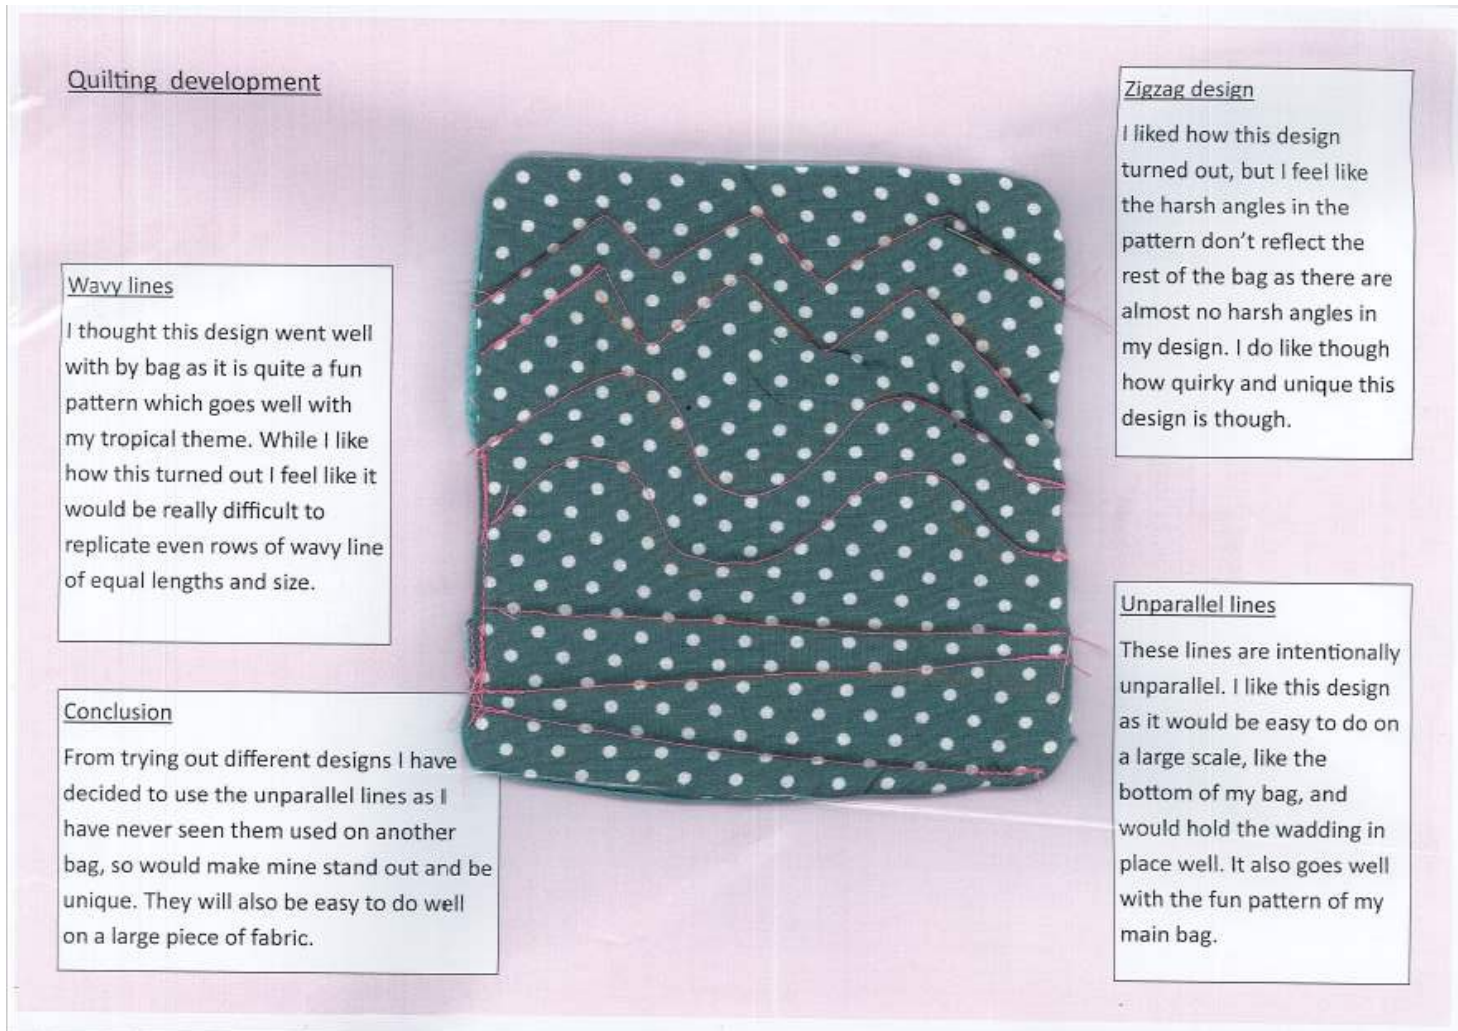 Quilting development
Zigzag design
I liked how this design
turned out, but I feel like
the harsh angles in the
pattern don't reflect the
rest of the bag as there are
almost no harsh angles in
my design. I do like though
how quirky and unique this
design is though.
Wavy lines
I thought this design went well
with by bag as it is quite a fun
pattern which goes well with
my tropical theme. While I like
how this turned out I feel like it
would be really difficult to
replicate even rows of wavy line
of equal lengths and size.
Unparallel lines
These lines are intentionally
unparallel. I like this design
as it would be easy to do on
a large scale, like the
bottom of my bag, and
would hold the wadding in
place well. It also goes well
with the fun pattern of my
main bag.
Conclusion
From trying out different designs I have
decided to use the unparallel lines as I
have never seen them used on another
bag, so would make mine stand out and be
unique. They will also be easy to do well
on a large piece of fabric.